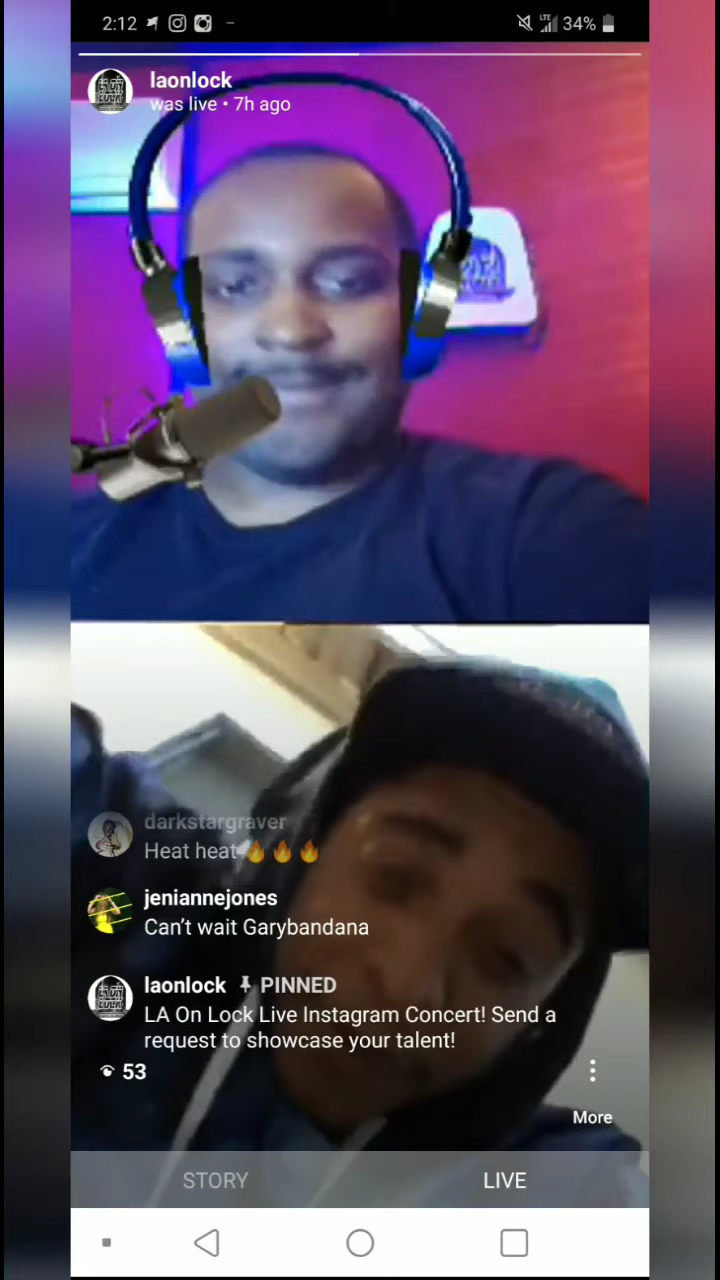 2:12
LTE 34%
laonlock
was live • 7h ago
darkstargraver
Heat heat🔥🔥🔥
jeniannejones
Can't wait Garybandana
laonlock PINNED
LA On Lock Live Instagram Concert! Send a
request to showcase your talent!
53
More
STORY LIVE